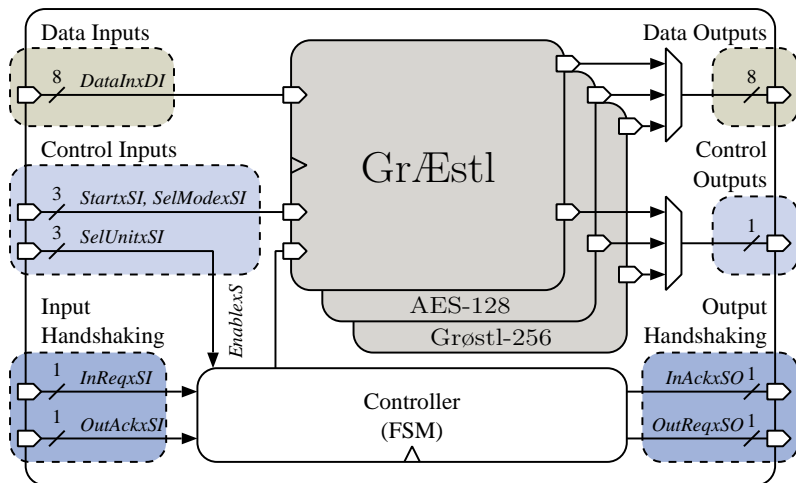 Data Inputs
Data Outputs
8
DataInxDI
8
GrÆstl
Control Inputs
Control
Outputs
3
StartxSI, SelModexSI
3
SelUnitxSI
1
EnablexS
AES-128
Grøstl-256
Input
Handshaking
Output
Handshaking
1
InReqxSI
InAckxSO
1
Controller
(FSM)
1
OutAckxSI
OutReqxSO
1